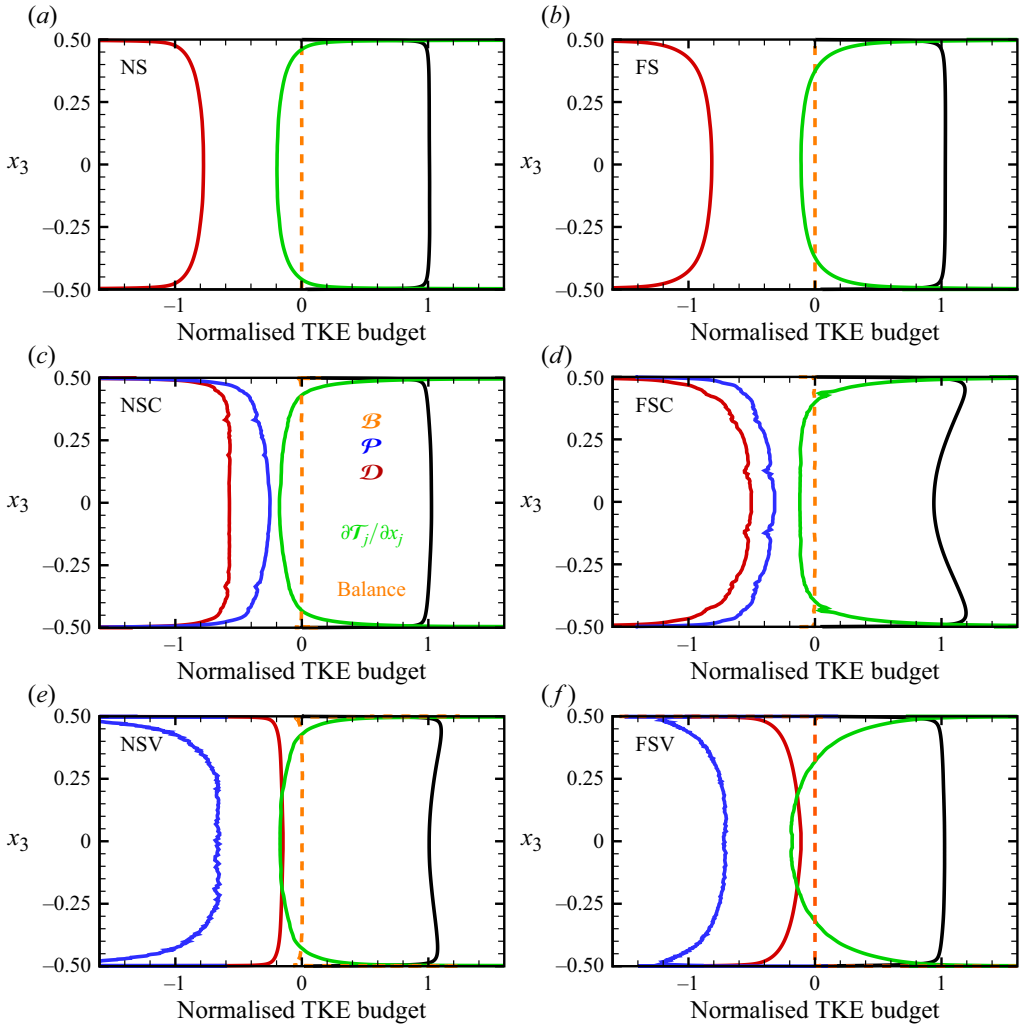 (a)
(b)
0.50
NS
0.25
x3
0
–0.25
–0.50
–1
0
1
Normalised TKE budget
0.50
FS
0.25
x3
0
–0.25
–0.50
–1
0
1
Normalised TKE budget
(c)
(d)
0.50
NSC
0.25
x3
0
–0.25
–0.50
ℬ
𝒫
𝒟
∂𝒯j/∂xj
Balance
–1
0
1
Normalised TKE budget
0.50
FSC
0.25
x3
0
–0.25
–0.50
–1
0
1
Normalised TKE budget
(e)
(f)
0.50
NSV
0.25
x3
0
–0.25
–0.50
–1
0
1
Normalised TKE budget
0.50
FSV
0.25
x3
0
–0.25
–0.50
–1
0
1
Normalised TKE budget